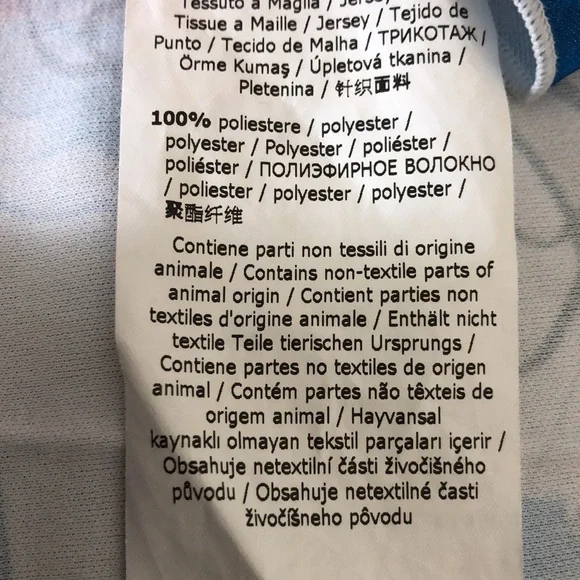 Tessuto a Maglia / Jersey
Tissue a Maille / Jersey / Tejido de
Punto / Tecido de Malha / ТРИКОТАЖ /
Örme Kumaş / Úpletová tkanina /
Pletenina / 针织面料
100% poliestere / polyester /
polyester / Polyester / poliéster /
poliéster / ПОЛИЭФИРНОЕ ВОЛОКНО
/ poliester / polyester / polyester /
聚酯纤维
Contiene parti non tessili di origine
animale / Contains non-textile parts of
animal origin / Contient parties non
textiles d'origine animale / Enthält nicht
textile Teile tierischen Ursprungs /
Contiene partes no textiles de origen
animal / Contém partes não têxteis de
origem animal / Hayvansal
kaynaklı olmayan tekstil parçaları içerir /
Obsahuje netextilní části živočišného
původu / Obsahuje netextilné časti
živočíšneho pôvodu